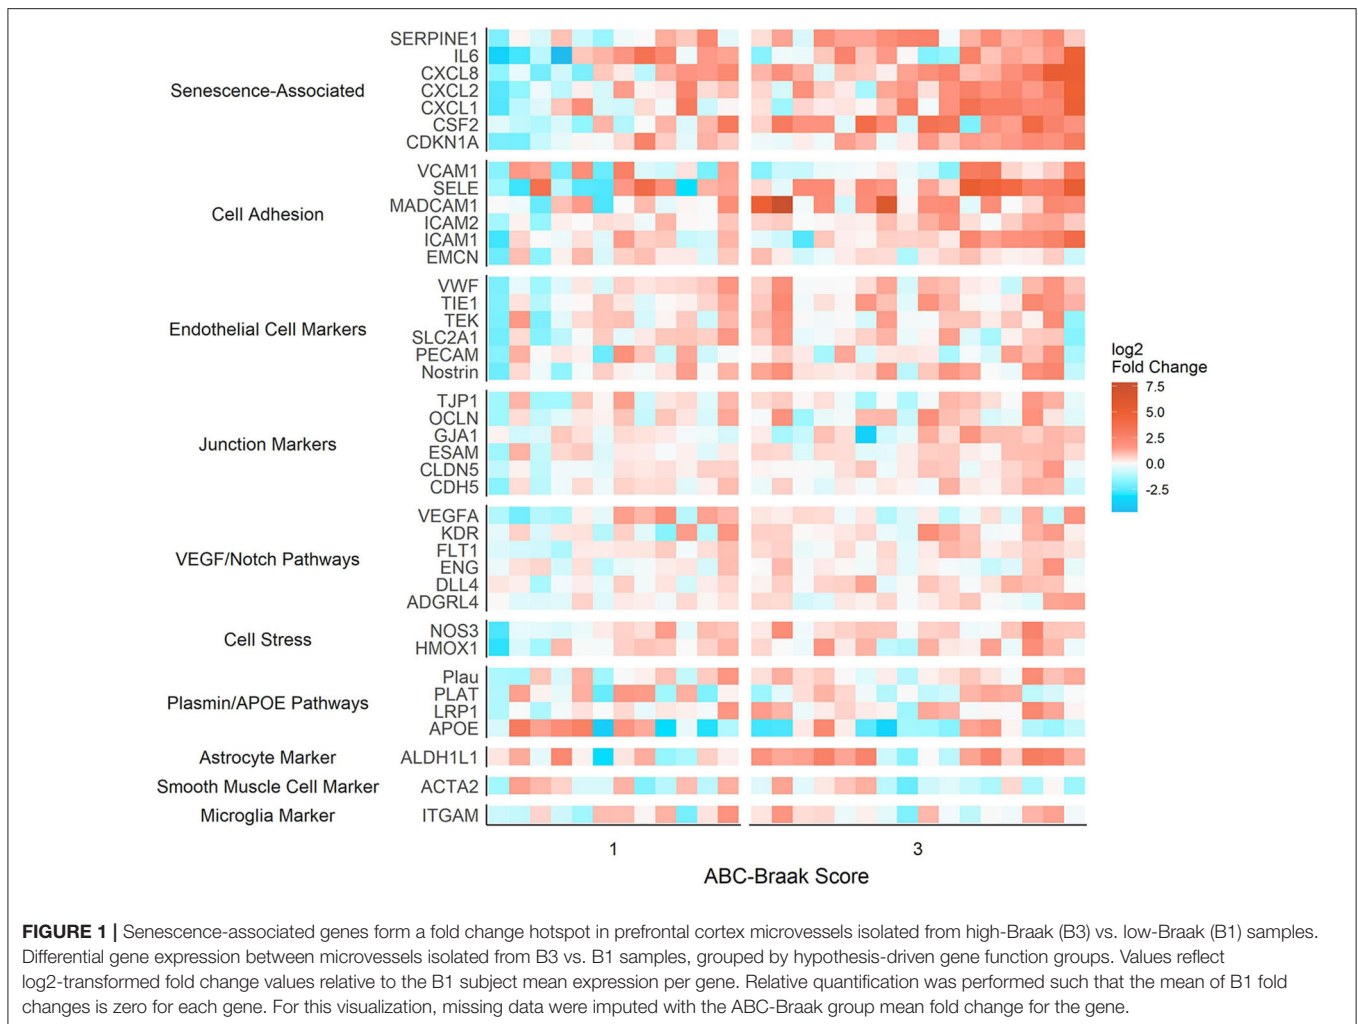 Senescence-Associated
SERPINE1
IL6
CXCL8
CXCL2
CXCL1
CSF2
CDKN1A
Cell Adhesion
VCAM1
SELE
MADCAM1
ICAM2
ICAM1
EMCN
Endothelial Cell Markers
VWF
TIE1
TEK
SLC2A1
PECAM
Nostrin
Junction Markers
TJP1
OCLN
GJA1
ESAM
CLDN5
CDH5
VEGF/Notch Pathways
VEGFA
KDR
FLT1
ENG
DLL4
ADGRL4
Cell Stress
NOS3
HMOX1
Plasmin/APOE Pathways
Plau
PLAT
LRP1
APOE
Astrocyte Marker
ALDH1L1
Smooth Muscle Cell Marker
ACTA2
Microglia Marker
ITGAM
1
3
ABC-Braak Score
log2
Fold Change
7.5
5.0
2.5
0.0
-2.5
FIGURE 1 | Senescence-associated genes form a fold change hotspot in prefrontal cortex microvessels isolated from high-Braak (B3) vs. low-Braak (B1) samples.
Differential gene expression between microvessels isolated from B3 vs. B1 samples, grouped by hypothesis-driven gene function groups. Values reflect
log2-transformed fold change values relative to the B1 subject mean expression per gene. Relative quantification was performed such that the mean of B1 fold
changes is zero for each gene. For this visualization, missing data were imputed with the ABC-Braak group mean fold change for the gene.